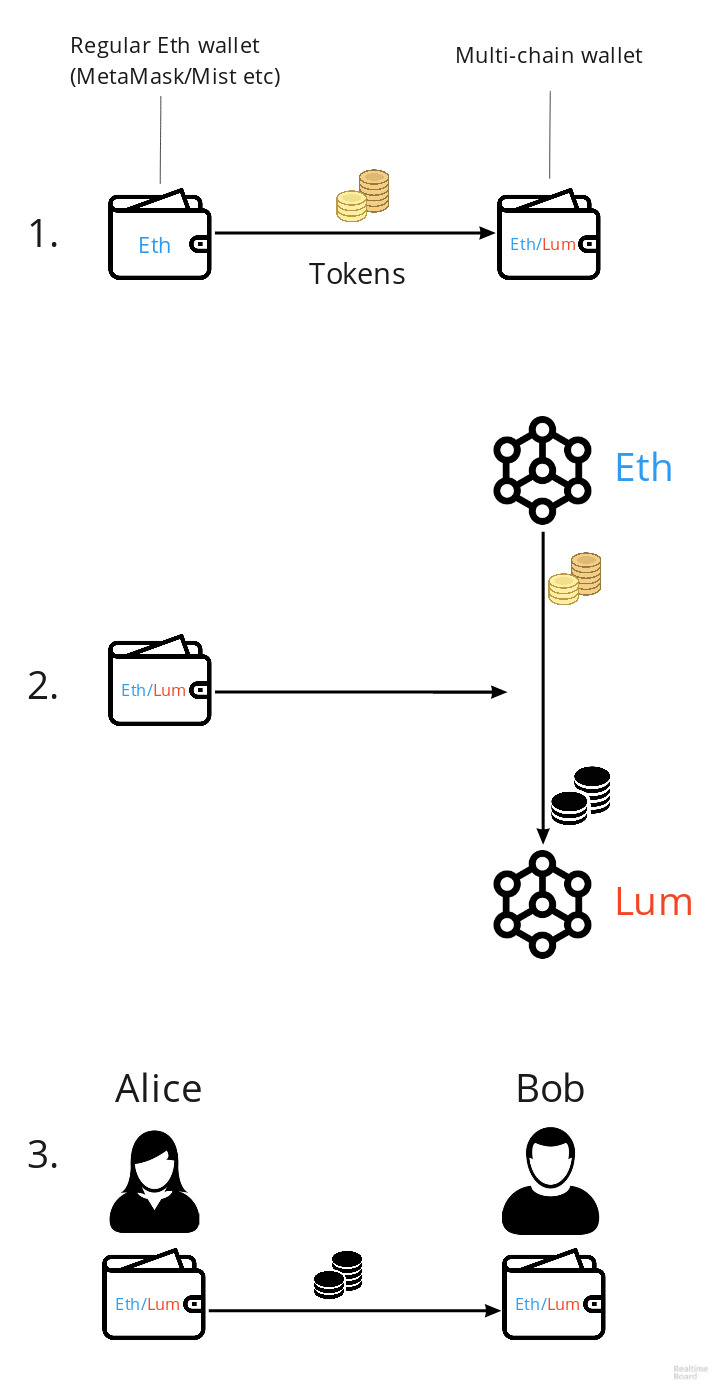 Regular Eth wallet
(MetaMask/Mist etc)
Multi-chain wallet
1.
Eth
Eth/Lum
Tokens
Eth
2.
Eth/Lum
Lum
Alice
Bob
3.
Eth/Lum
Eth/Lum
Realtime
Board